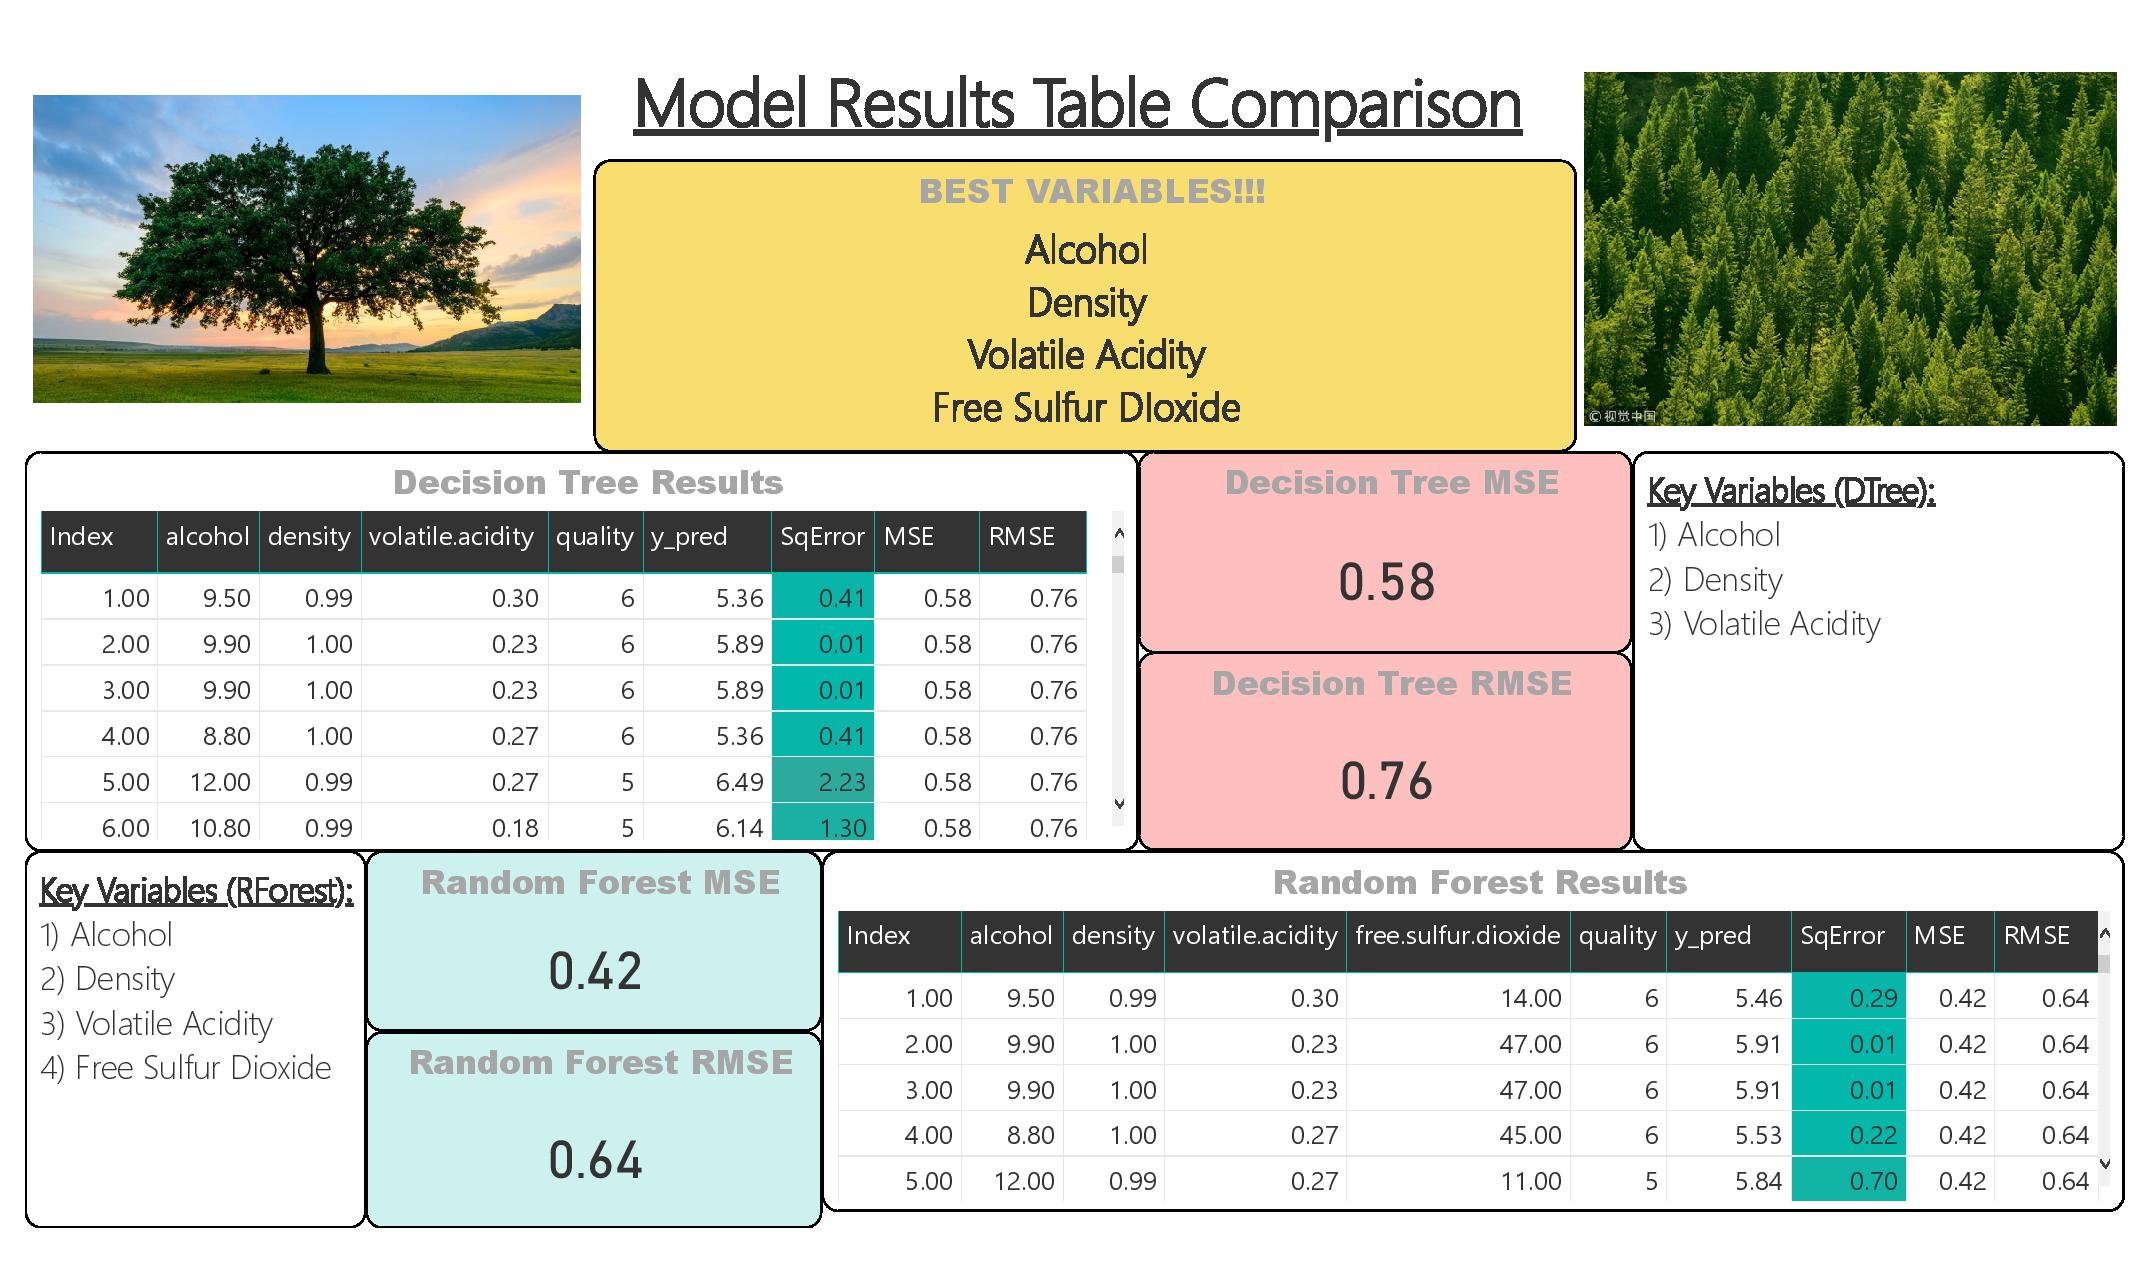 Model Results Table Comparison
BEST VARIABLES!!!
Alcohol
Density
Volatile Acidity
Free Sulfur DIoxide
© 视觉中国
Decision Tree Results
Index alcohol density volatile.acidity quality y_pred SqError MSE RMSE
1.00 9.50 0.99 0.30 6 5.36 0.41 0.58 0.76
2.00 9.90 1.00 0.23 6 5.89 0.01 0.58 0.76
3.00 9.90 1.00 0.23 6 5.89 0.01 0.58 0.76
4.00 8.80 1.00 0.27 6 5.36 0.41 0.58 0.76
5.00 12.00 0.99 0.27 5 6.49 2.23 0.58 0.76
6.00 10.80 0.99 0.18 5 6.14 1.30 0.58 0.76
Decision Tree MSE
0.58
Decision Tree RMSE
0.76
Key Variables (DTree):
1) Alcohol
2) Density
3) Volatile Acidity
Key Variables (RForest):
1) Alcohol
2) Density
3) Volatile Acidity
4) Free Sulfur Dioxide
Random Forest MSE
0.42
Random Forest RMSE
0.64
Random Forest Results
Index alcohol density volatile.acidity free.sulfur.dioxide quality y_pred SqError MSE RMSE
1.00 9.50 0.99 0.30 14.00 6 5.46 0.29 0.42 0.64
2.00 9.90 1.00 0.23 47.00 6 5.91 0.01 0.42 0.64
3.00 9.90 1.00 0.23 47.00 6 5.91 0.01 0.42 0.64
4.00 8.80 1.00 0.27 45.00 6 5.53 0.22 0.42 0.64
5.00 12.00 0.99 0.27 11.00 5 5.84 0.70 0.42 0.64